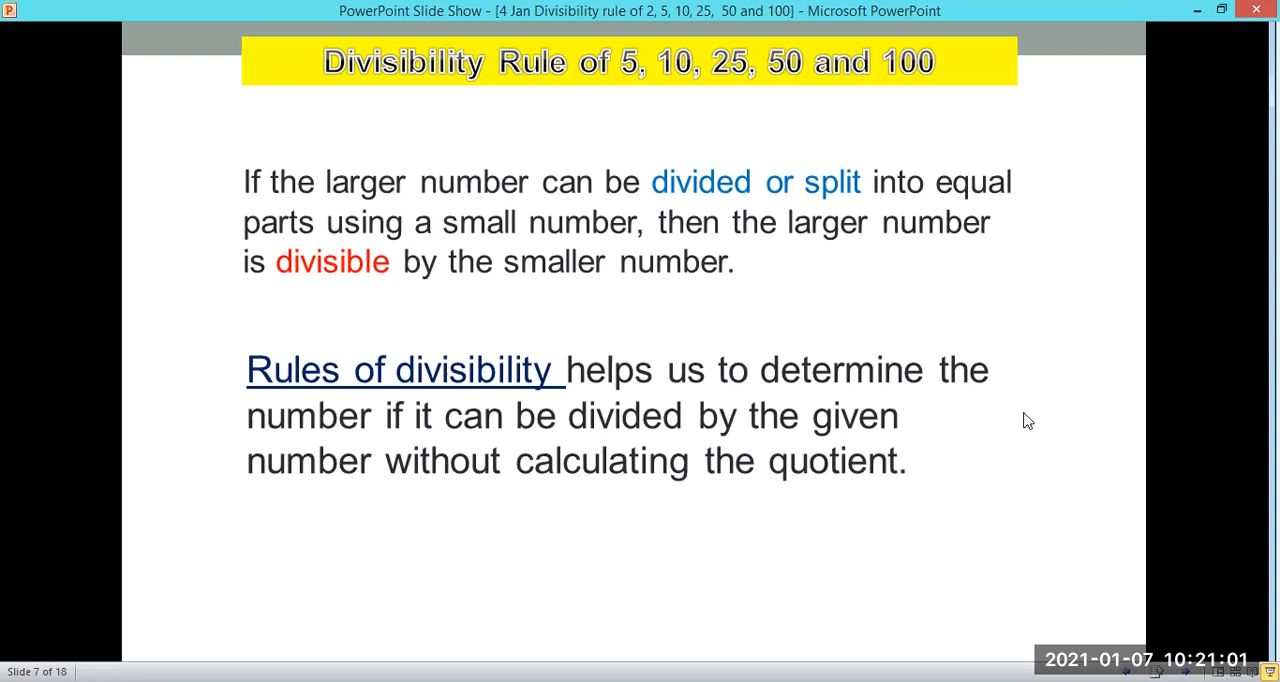 PowerPoint Slide Show - [4 Jan Divisibility rule of 2, 5, 10, 25, 50 and 100] - Microsoft PowerPoint
Divisibility Rule of 5, 10, 25, 50 and 100
If the larger number can be divided or split into equal
parts using a small number, then the larger number
is divisible by the smaller number.
Rules of divisibility helps us to determine the
number if it can be divided by the given
number without calculating the quotient.
2021-01-07 10:21:01
Slide 7 of 18